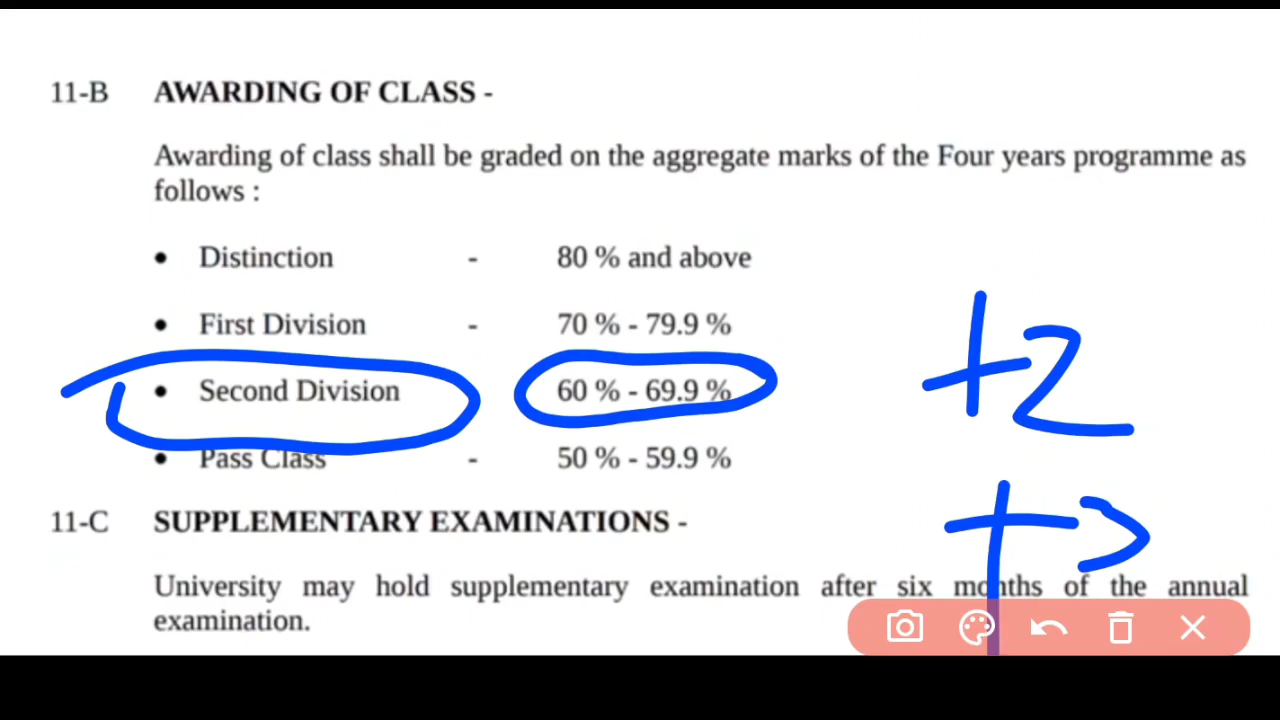 11-B AWARDING OF CLASS -
Awarding of class shall be graded on the aggregate marks of the Four years programme as
follows :
• Distinction - 80 % and above
• First Division - 70 % - 79.9 %
• Second Division 60 % - 69.9 %
• Pass Class - 50 % - 59.9 %
+2
11-C SUPPLEMENTARY EXAMINATIONS -
University may hold supplementary examination after six months of the annual
examination.